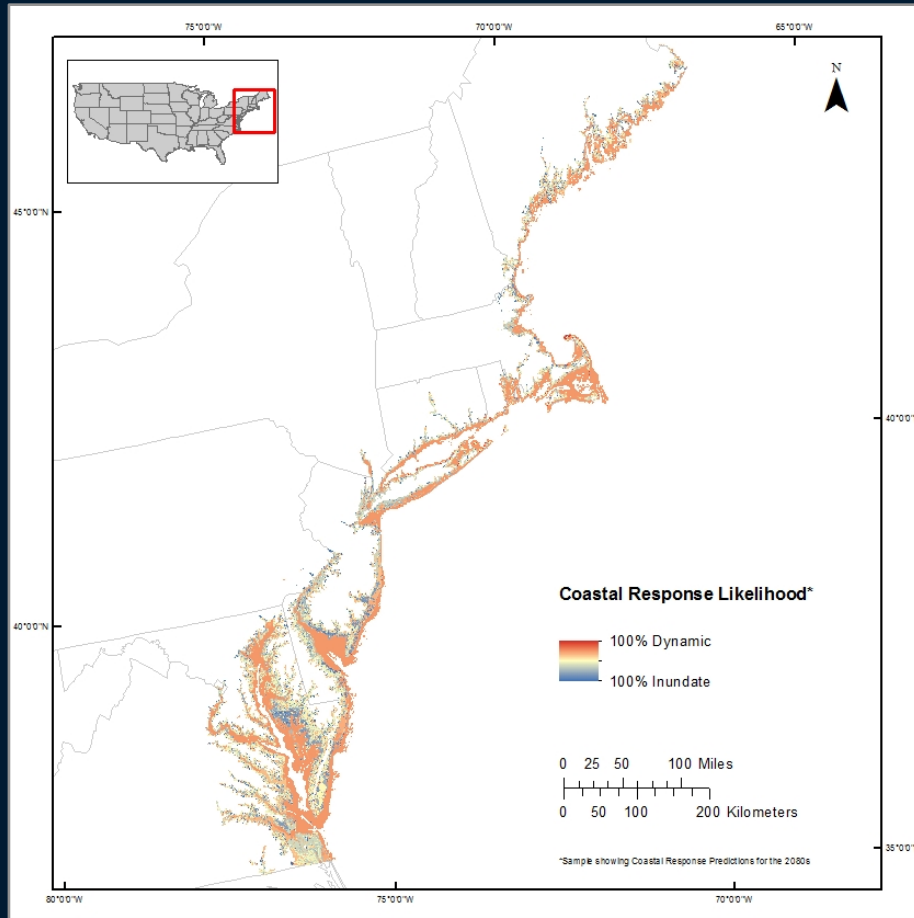 75°0'0"W
70°0'0"W
65°0'0"W
N
45°0'0"N
40°0'0"N
Coastal Response Likelihood*
40°0'0"N
100% Dynamic
100% Inundate
0 25 50 100 Miles
0 50 100 200 Kilometers
35°0'0"N
*Sample showing Coastal Response Predictions for the 2080s
80°0'0"W
75°0'0"W
70°0'0"W